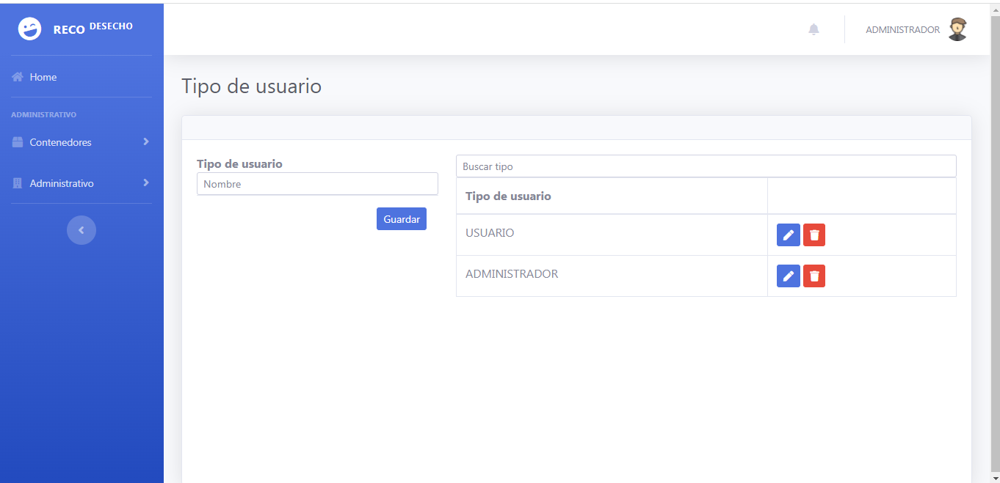 RECO DESECHO
ADMINISTRADOR
Home
ADMINISTRATIVO
Contenedores
Administrativo
Tipo de usuario
Tipo de usuario
Nombre
Guardar
Buscar tipo
Tipo de usuario
USUARIO
ADMINISTRADOR